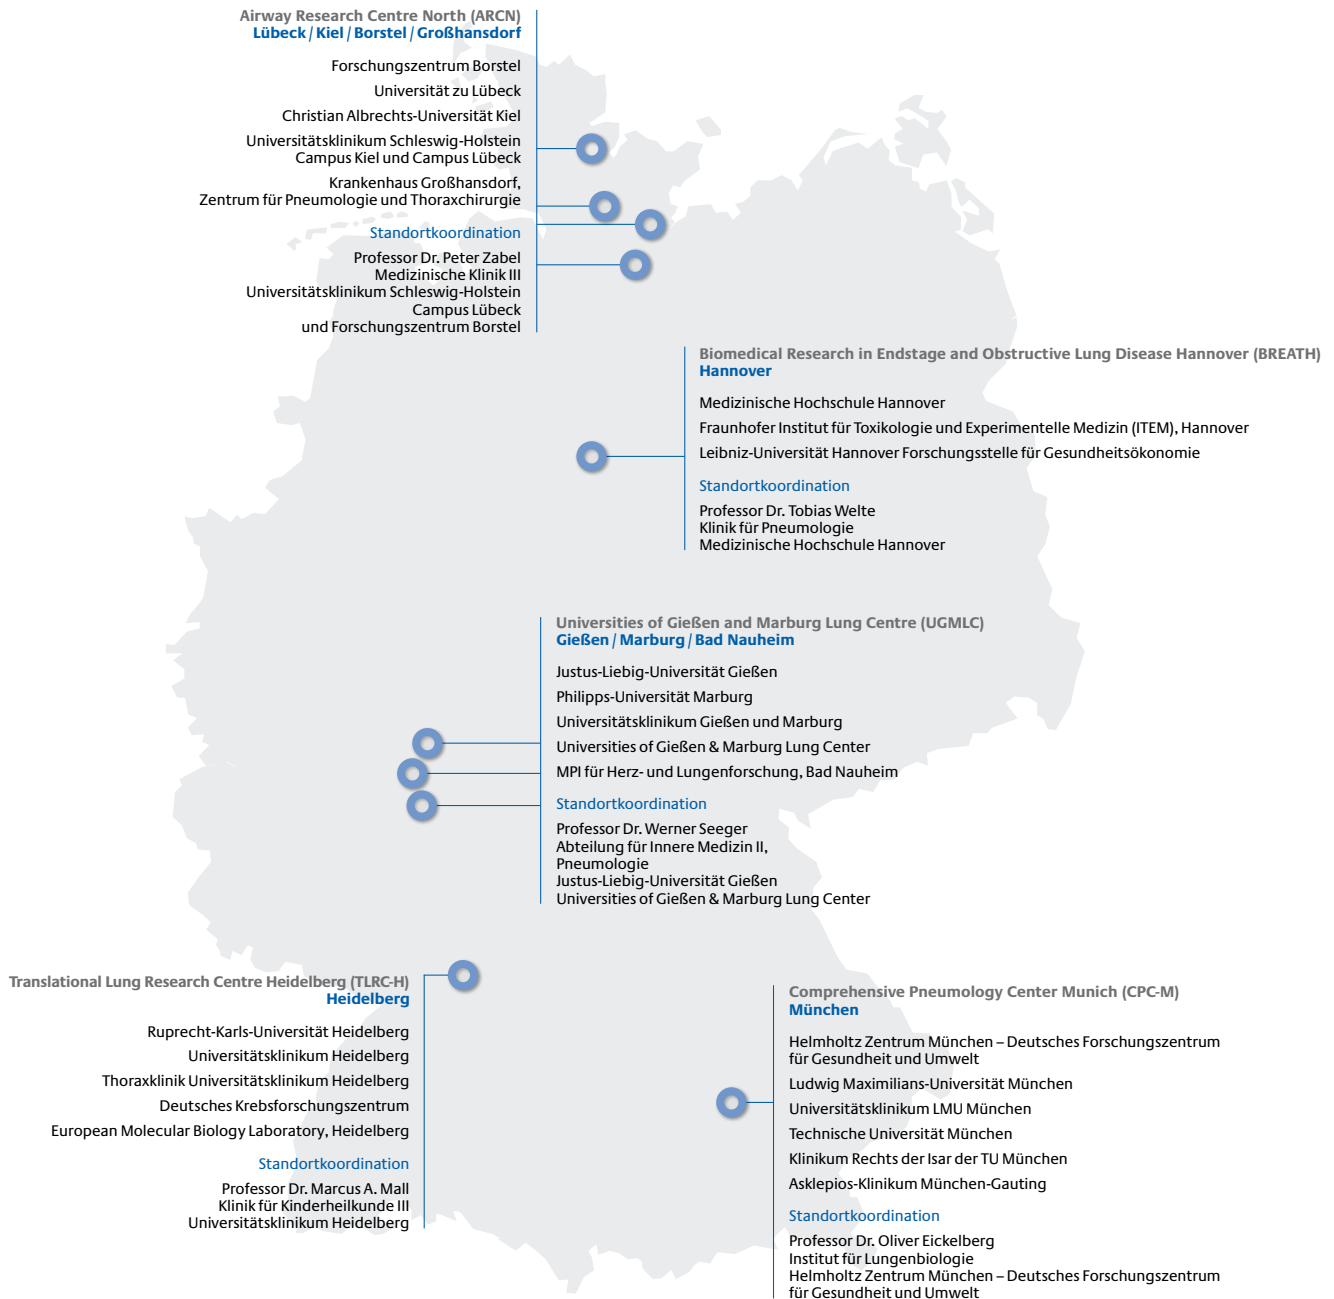 Airway Research Centre North (ARCN)
Lübeck / Kiel / Borstel / Großhansdorf
Forschungszentrum Borstel
Universität zu Lübeck
Christian Albrechts-Universität Kiel
Universitätsklinikum Schleswig-Holstein
Campus Kiel und Campus Lübeck
Krankenhaus Großhansdorf,
Zentrum für Pneumologie und Thoraxchirurgie
Standortkoordination
Professor Dr. Peter Zabel
Medizinische Klinik III
Universitätsklinikum Schleswig-Holstein
Campus Lübeck
und Forschungszentrum Borstel
Biomedical Research in Endstage and Obstructive Lung Disease Hannover (BREATH)
Hannover
Medizinische Hochschule Hannover
Fraunhofer Institut für Toxikologie und Experimentelle Medizin (ITEM), Hannover
Leibniz-Universität Hannover Forschungsstelle für Gesundheitsökonomie
Standortkoordination
Professor Dr. Tobias Welte
Klinik für Pneumologie
Medizinische Hochschule Hannover
Universities of Gießen and Marburg Lung Centre (UGMLC)
Gießen / Marburg / Bad Nauheim
Justus-Liebig-Universität Gießen
Philipps-Universität Marburg
Universitätsklinikum Gießen und Marburg
Universities of Gießen & Marburg Lung Center
MPI für Herz- und Lungenforschung, Bad Nauheim
Standortkoordination
Professor Dr. Werner Seeger
Abteilung für Innere Medizin II,
Pneumologie
Justus-Liebig-Universität Gießen
Universities of Gießen & Marburg Lung Center
Translational Lung Research Centre Heidelberg (TLRC-H)
Heidelberg
Ruprecht-Karls-Universität Heidelberg
Universitätsklinikum Heidelberg
Thoraxklinik Universitätsklinikum Heidelberg
Deutsches Krebsforschungszentrum
European Molecular Biology Laboratory, Heidelberg
Standortkoordination
Professor Dr. Marcus A. Mall
Klinik für Kinderheilkunde III
Universitätsklinikum Heidelberg
Comprehensive Pneumology Center Munich (CPC-M)
München
Helmholtz Zentrum München – Deutsches Forschungszentrum
für Gesundheit und Umwelt
Ludwig Maximilians-Universität München
Universitätsklinikum LMU München
Technische Universität München
Klinikum Rechts der Isar der TU München
Asklepios-Klinikum München-Gauting
Standortkoordination
Professor Dr. Oliver Eickelberg
Institut für Lungenbiologie
Helmholtz Zentrum München – Deutsches Forschungszentrum
für Gesundheit und Umwelt